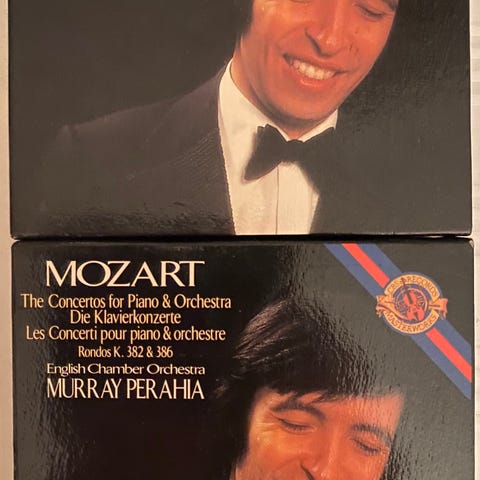 MOZART
The Concertos for Piano & Orchestra
Die Klavierkonzerte
Les Concerti pour piano & orchestre
Rondos K. 382 & 386
English Chamber Orchestra
MURRAY PERAHIA
CBS RECORDS
MASTERWORKS